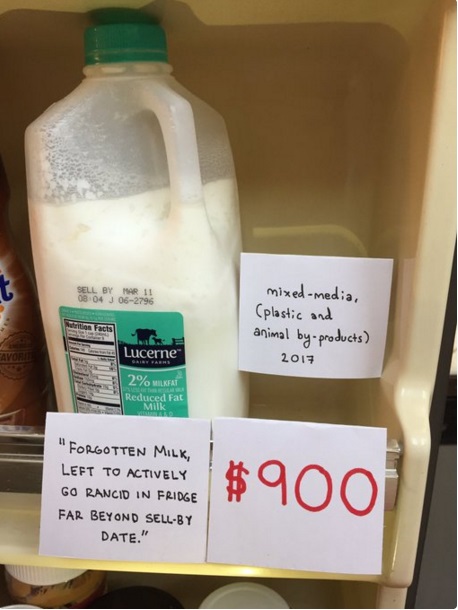 SELL BY MAR 11
08:04 J 06-2796
Nutrition Facts
Lucerne™
DAIRY FARMS
2% MILKFAT
Reduced Fat
Milk
VITAMIN A & D
mixed-media,
(plastic and
animal by-products)
2017
"FORGOTTEN MILK,
LEFT TO ACTIVELY
GO RANCID IN FRIDGE
FAR BEYOND SELL-BY
DATE."
$900